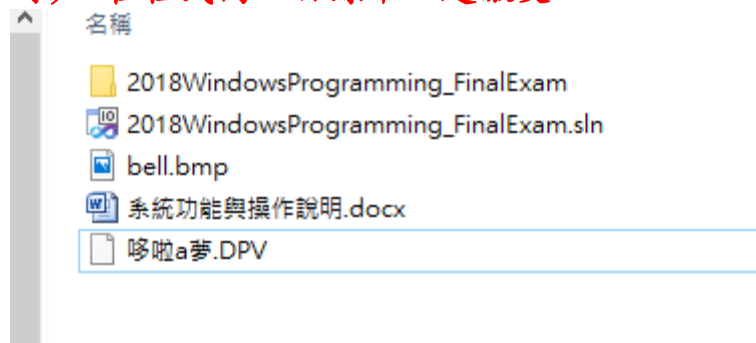 名稱
2018WindowsProgramming_FinalExam
2018WindowsProgramming_FinalExam.sln
bell.bmp
系統功能與操作說明.docx
哆啦a夢.DPV